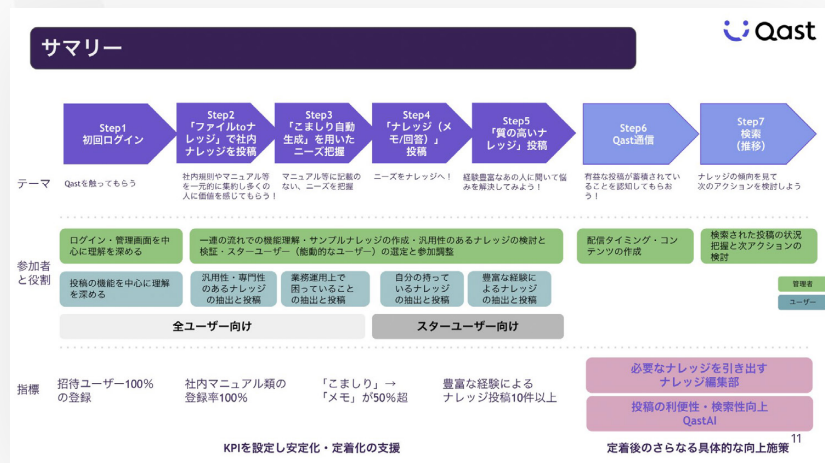 サマリー
Qast
Step1
初回ログイン
Step2
「ファイルtoナ
レッジ」で社内
ナレッジを投稿
Step3
「こましり自動
生成」を用いた
ニーズ把握
Step4
「ナレッジ（メ
モ/回答）」
投稿
Step5
「質の高いナ
レッジ」投稿
Step6
Qast通信
Step7
検索
（推移）
テーマ
Qastを触ってもらう
社内規則やマニュアル等
を一元的に集約し多くの
人に価値を感じてもらう！
マニュアル等に記載の
ない、ニーズを把握
ニーズをナレッジへ！
経験豊富なあの人に聞いて悩
みを解決してみよう！
有益な投稿が蓄積されてい
ることを認知してもらお
う！
ナレッジの傾向を見て
次のアクションを検討しよう
参加者
と役割
ログイン・管理画面を中
心に理解を深める
一連の流れでの機能理解・サンプルナレッジの作成・汎用性のあるナレッジの検討と
検証・スターユーザー（能動的なユーザー）の選定と参加調整
配信タイミング・コン
テンツの作成
検索された投稿の状況
把握と次アクションの
検討
投稿の機能を中心に理解
を深める
汎用性・専門性
のあるナレッジ
の抽出と投稿
業務運用上で
困っていること
の抽出と投稿
自分の持って
いるナレッジ
の抽出と投稿
豊富な経験に
よるナレッジ
の抽出と投稿
管理者
ユーザー
全ユーザー向け
スターユーザー向け
指標
招待ユーザー100%
の登録
社内マニュアル類の
登録率100%
「こましり」→
「メモ」が50%超
豊富な経験による
ナレッジ投稿10件以上
必要なナレッジを引き出す
ナレッジ編集部
投稿の利便性・検索性向上
QastAI
KPIを設定し安定化・定着化の支援
定着後のさらなる具体的な向上施策
11